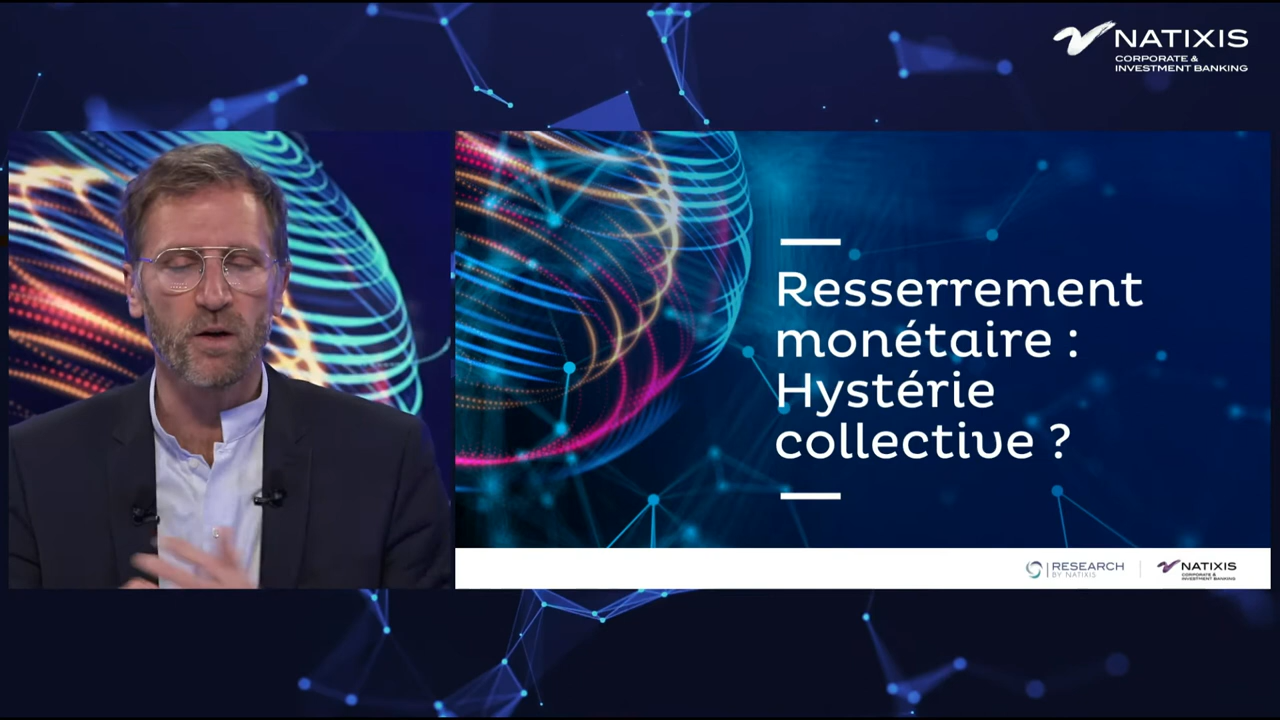 NATIXIS
CORPORATE &
INVESTMENT BANKING
Resserrement
monétaire :
Hystérie
collective ?
RESEARCH
BY NATIXIS
NATIXIS
CORPORATE &
INVESTMENT BANKING